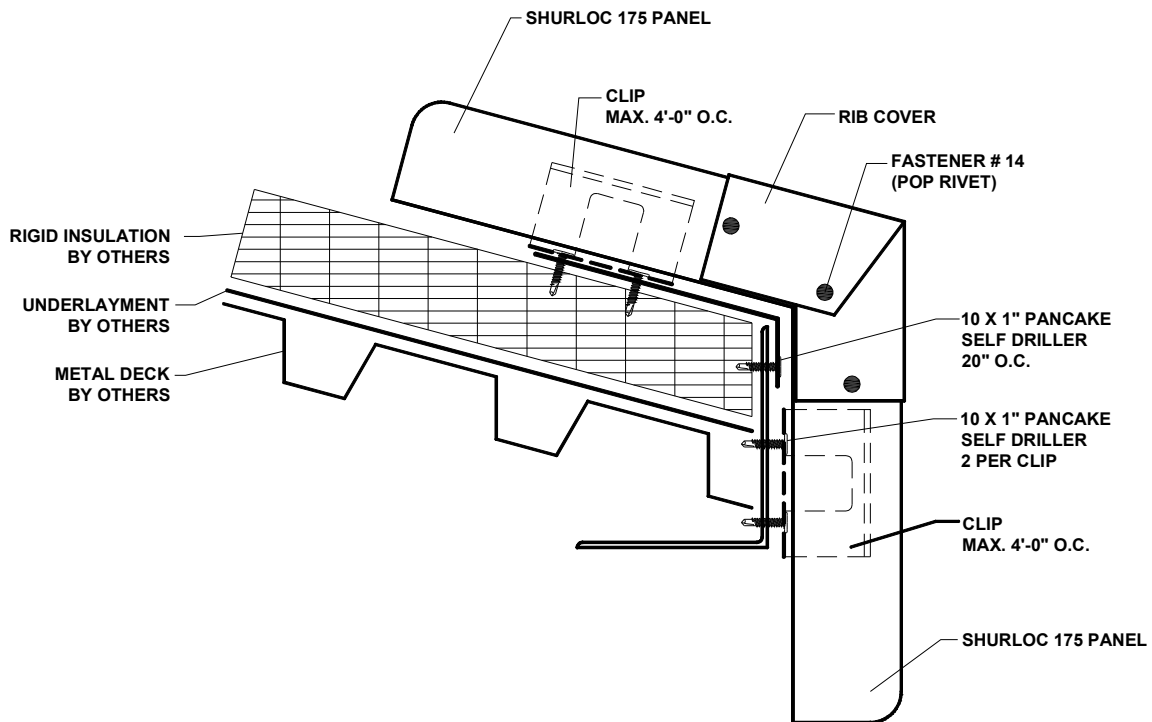 SHURLOC 175 PANEL
CLIP
MAX. 4'-0" O.C.
RIB COVER
FASTENER # 14
(POP RIVET)
RIGID INSULATION
BY OTHERS
UNDERLAYMENT
BY OTHERS
METAL DECK
BY OTHERS
10 X 1" PANCAKE
SELF DRILLER
20" O.C.
10 X 1" PANCAKE
SELF DRILLER
2 PER CLIP
CLIP
MAX. 4'-0" O.C.
SHURLOC 175 PANEL